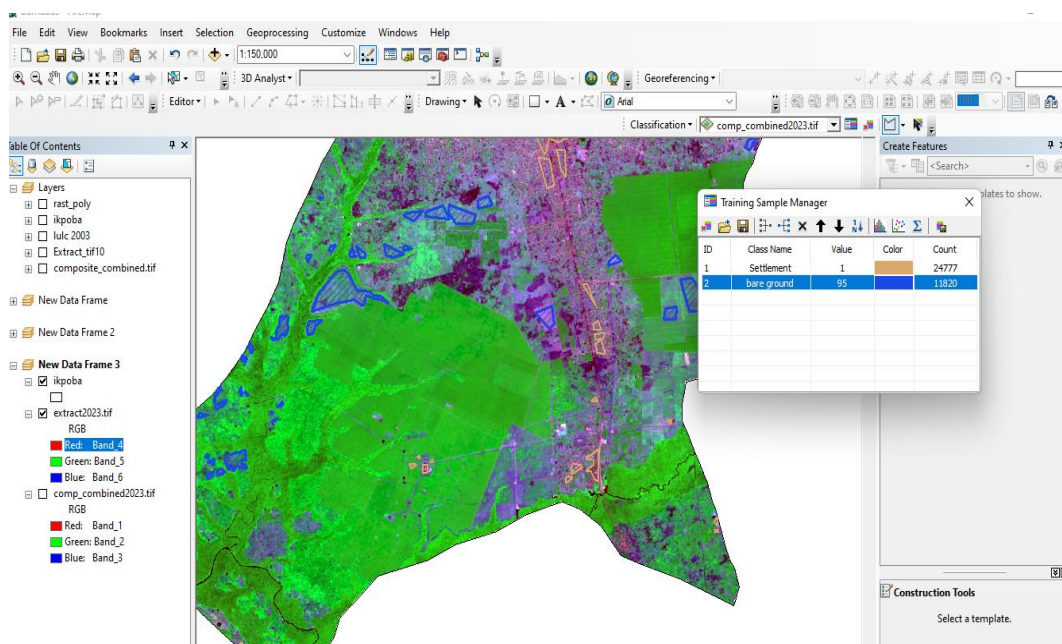 File Edit View Bookmarks Insert Selection Geoprocessing Customize Windows Help
1:150,000
3D Analyst Georeferencing
Editor Drawing Arial
Classification comp_combined2023.tif
Table Of Contents
Layers
rast_poly
ikpoba
lulc 2003
Extract_tif10
composite_combined.tif
New Data Frame
New Data Frame 2
New Data Frame 3
ikpoba
extract2023.tif
RGB
Red: Band_4
Green: Band_5
Blue: Band_6
comp_combined2023.tif
RGB
Red: Band_1
Green: Band_2
Blue: Band_3
Training Sample Manager
ID Class Name Value Color Count
1 Settlement 1 24777
2 bare ground 95 11820
Create Features
<Search>
plates to show.
Construction Tools
Select a template.